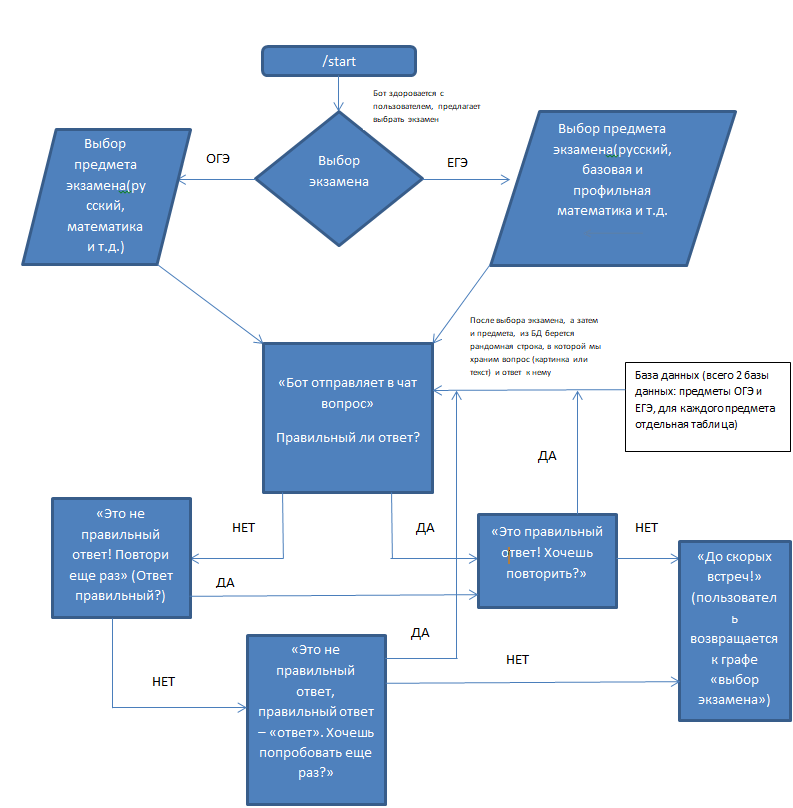 /start
Бот здоровается с
пользователем, предлагает
выбрать экзамен
Выбор
экзамена
ОГЭ
ЕГЭ
Выбор
предмета
экзамена(ру
сский,
математика
и т.д.)
Выбор предмета
экзамена(русский,
базовая и
профильная
математика и т.д.
После выбора экзамена, а затем
и предмета, из БД берется
рандомная строка, в которой мы
храним вопрос (картинка или
текст) и ответ к нему
«Бот отправляет в чат
вопрос»
Правильный ли ответ?
База данных (всего 2 базы
данных: предметы ОГЭ и
ЕГЭ, для каждого предмета
отдельная таблица)
ДА
НЕТ
ДА
НЕТ
«Это не
правильный
ответ! Повтори
еще раз» (Ответ
правильный?)
«Это правильный
ответ! Хочешь
повторить?»
«До скорых
встреч!»
(пользовател
ь
возвращается
к графе
«выбор
экзамена»)
ДА
ДА
НЕТ
НЕТ
«Это не
правильный
ответ,
правильный ответ
– «ответ». Хочешь
попробовать еще
раз?»